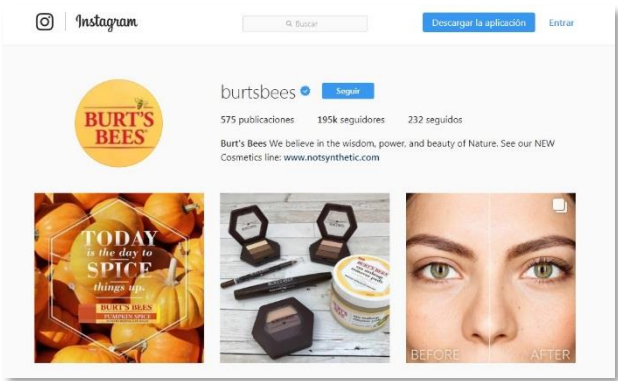 Instagram
Buscar
Descargar la aplicación
Entrar
burtsbees
Seguir
575 publicaciones 195k seguidores 232 seguidos
Burt's Bees We believe in the wisdom, power, and beauty of Nature. See our NEW
Cosmetics line: www.notsynthetic.com
BURT'S
BEES
TODAY
is the day to
SPICE
things up.
BURT'S BEES
PUMPKIN SPICE
BURT'S BEES
BEFORE
AFTER